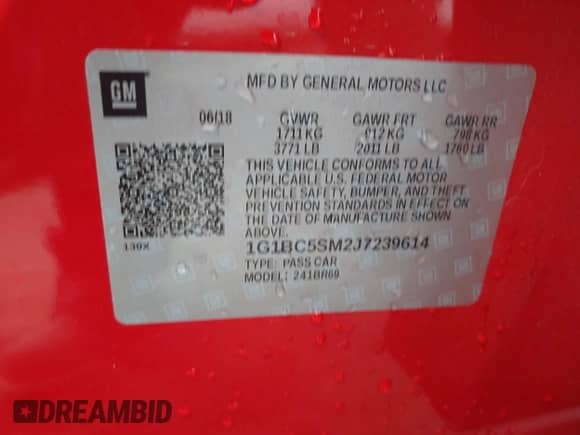 GM
MFD BY GENERAL MOTORS LLC
06/18
GVWR GAWR FRT GAWR RR
1711 KG 912 KG 798 KG
3771 LB 2011 LB 1760 LB
THIS VEHICLE CONFORMS TO ALL
APPLICABLE U.S. FEDERAL MOTOR
VEHICLE SAFETY, BUMPER, AND THEFT
PREVENTION STANDARDS IN EFFECT ON
THE DATE OF MANUFACTURE SHOWN
ABOVE.
139X
1G1BC5SM2J7239614
TYPE: PASS CAR
MODEL: 241BR69
DREAMBID